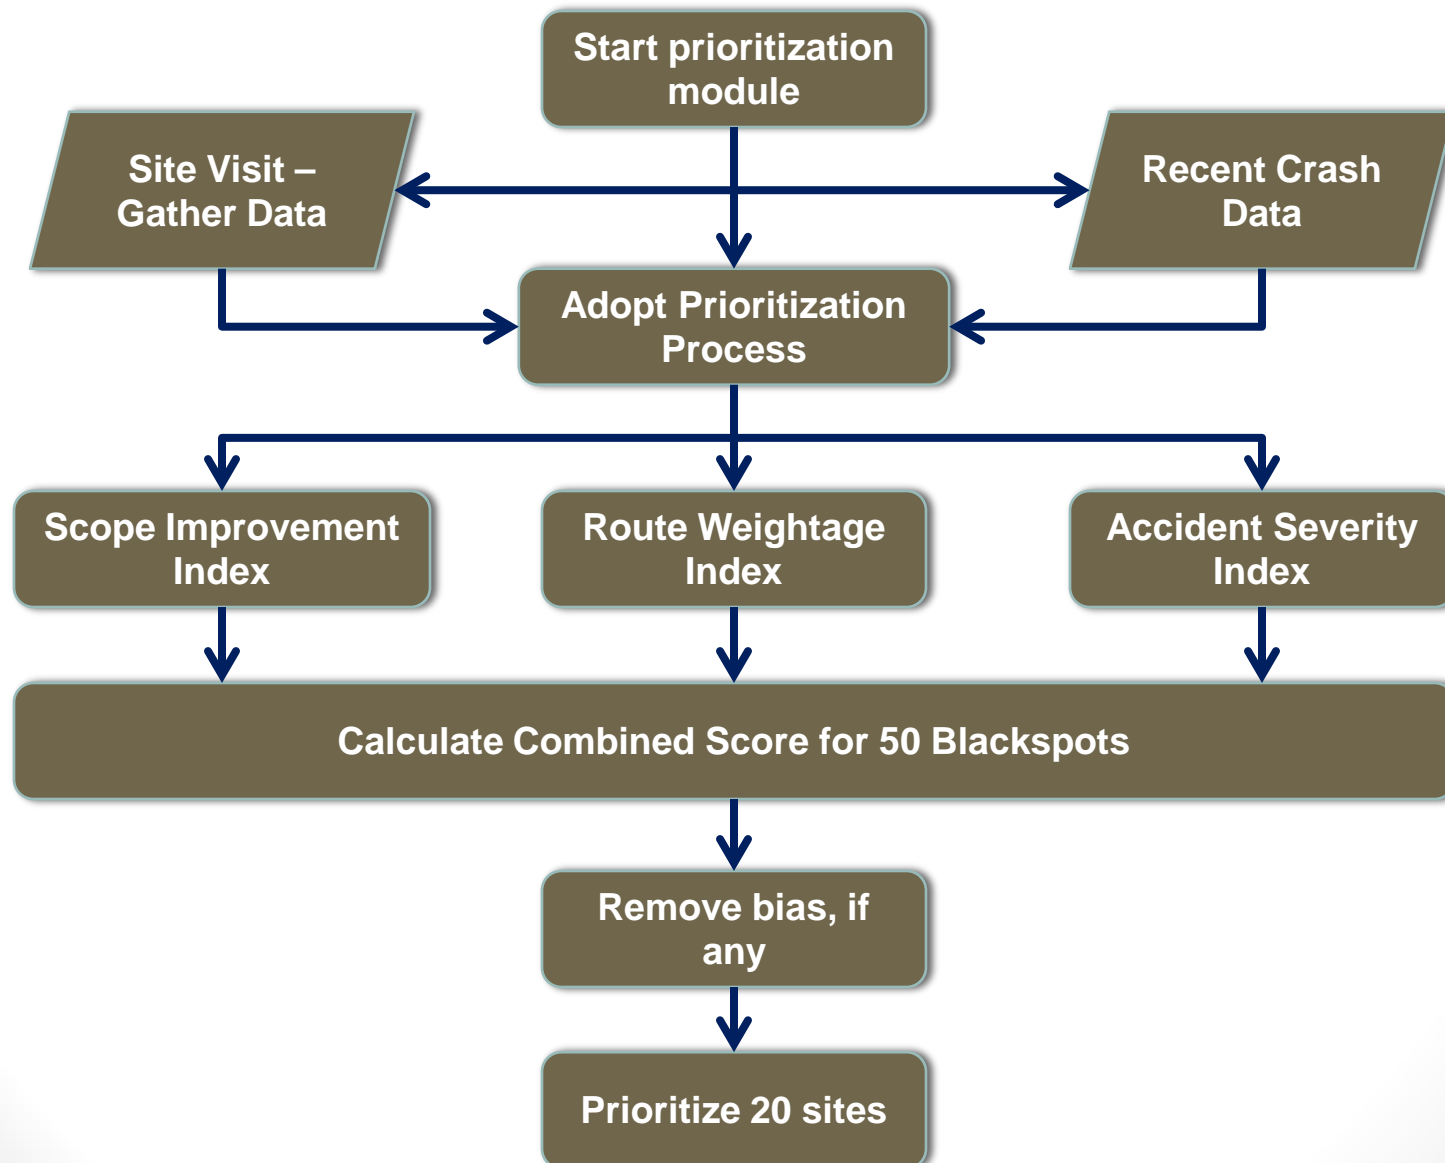 Start prioritization
module
Site Visit –
Gather Data
Recent Crash
Data
Adopt Prioritization
Process
Scope Improvement
Index
Route Weightage
Index
Accident Severity
Index
Calculate Combined Score for 50 Blackspots
Remove bias, if
any
Prioritize 20 sites